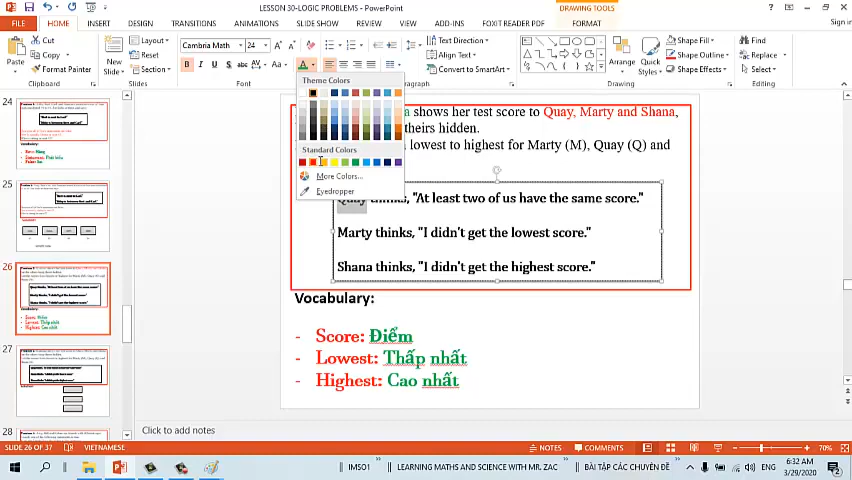 LESSON 30-LOGIC PROBLEMS - PowerPoint
DRAWING TOOLS
FILE HOME INSERT DESIGN TRANSITIONS ANIMATIONS SLIDE SHOW REVIEW VIEW ADD-INS FOXIT READER PDF FORMAT
Sign in
Cut
Copy
Format Painter
Paste
Clipboard
New Slide
Layout
Reset
Section
Slides
Cambria Math 24
Text Direction
Align Text
Convert to SmartArt
Drawing
Arrange
Quick Styles
Shape Fill
Shape Outline
Shape Effects
Find
Replace
Select
Editing
Theme Colors
Standard Colors
More Colors...
Eyedropper
shows her test score to Quay, Marty and Shana,
theirs hidden.
lowest to highest for Marty (M), Quay (Q) and
Quay thinks, "At least two of us have the same score."
Marty thinks, "I didn't get the lowest score."
Shana thinks, "I didn't get the highest score."
Vocabulary:
- Score: Điểm
- Lowest: Thấp nhất
- Highest: Cao nhất
24
25
26
27
28
Click to add notes
SLIDE 26 OF 37 VIETNAMESE NOTES COMMENTS 70%
IMSO1 LEARNING MATHS AND SCIENCE WITH MR. ZAC BÀI TẬP CÁC CHUYÊN ĐỀ ENG
6:32 AM
3/29/2020